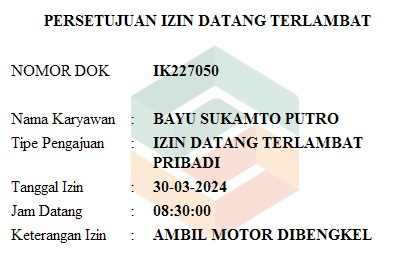 PERSETUJUAN IZIN DATANG TERLAMBAT
NOMOR DOK IK227050
Nama Karyawan : BAYU SUKAMTO PUTRO
Tipe Pengajuan : IZIN DATANG TERLAMBAT
PRIBADI
Tanggal Izin : 30-03-2024
Jam Datang : 08:30:00
Keterangan Izin : AMBIL MOTOR DIBENGKEL